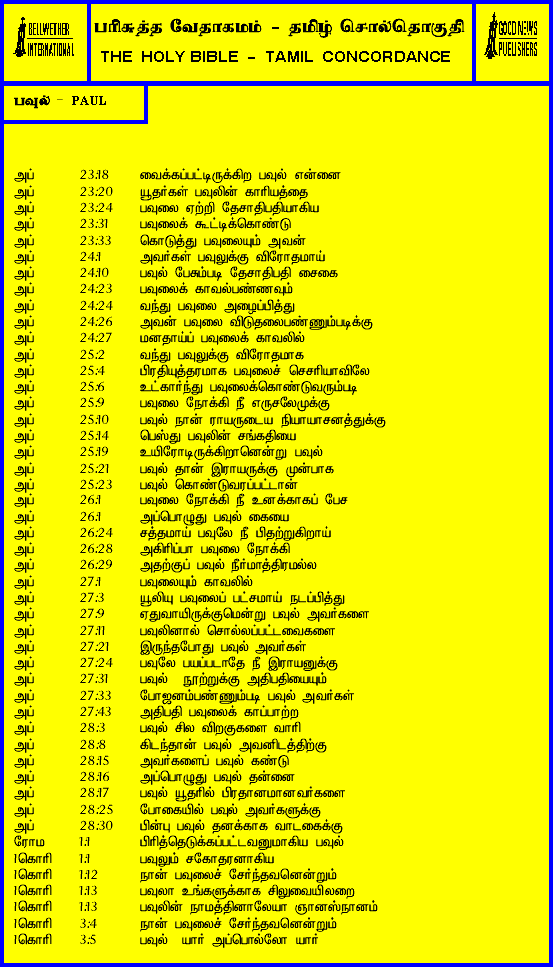 BELLWETHER
INTERNATIONAL
பரிசுத்த வேதாகமம் - தமிழ் சொல்தொகுதி
THE HOLY BIBLE - TAMIL CONCORDANCE
GOOD NEWS
PUBLISHERS
பவுல் - PAUL
அப் 23:18 வைக்கப்பட்டிருக்கிற பவுல் என்னை
அப் 23:20 யூதர்கள் பவுலின் காரியத்தை
அப் 23:24 பவுலை ஏற்றி தேசாதிபதியாகிய
அப் 23:31 பவுலைக் கூட்டிக்கொண்டு
அப் 23:33 கொடுத்து பவுலையும் அவன்
அப் 24:1 அவர்கள் பவுலுக்கு விரோதமாய்
அப் 24:10 பவுல் பேசும்படி தேசாதிபதி சைகை
அப் 24:23 பவுலைக் காவல்பண்ணவும்
அப் 24:24 வந்து பவுலை அழைப்பித்து
அப் 24:26 அவன் பவுலை விடுதலைபண்ணும்படிக்கு
அப் 24:27 மனதாய்ப் பவுலைக் காவலில்
அப் 25:2 வந்து பவுலுக்கு விரோதமாக
அப் 25:4 பிரதியுத்தரமாக பவுலைச் செசரியாவிலே
அப் 25:6 உட்கார்ந்து பவுலைக்கொண்டுவரும்படி
அப் 25:9 பவுலை நோக்கி நீ எருசலேமுக்கு
அப் 25:10 பவுல் நான் ராயருடைய நியாயாசனத்துக்கு
அப் 25:14 பெஸ்து பவுலின் சங்கதியை
அப் 25:19 உயிரோடிருக்கிறானென்று பவுல்
அப் 25:21 பவுல் தான் இராயருக்கு முன்பாக
அப் 25:23 பவுல் கொண்டுவரப்பட்டான்
அப் 26:1 பவுலை நோக்கி நீ உனக்காகப் பேச
அப் 26:1 அப்பொழுது பவுல் கையை
அப் 26:24 சத்தமாய் பவுலே நீ பிதற்றுகிறாய்
அப் 26:28 அகிரிப்பா பவுலை நோக்கி
அப் 26:29 அதற்குப் பவுல் நீர்மாத்திரமல்ல
அப் 27:1 பவுலையும் காவலில்
அப் 27:3 யூலியு பவுலைப் பட்சமாய் நடப்பித்து
அப் 27:9 ஏதுவாயிருக்குமென்று பவுல் அவர்களை
அப் 27:11 பவுலினால் சொல்லப்பட்டவைகளை
அப் 27:21 இருந்தபோது பவுல் அவர்கள்
அப் 27:24 பவுலே பயப்படாதே நீ இராயனுக்கு
அப் 27:31 பவுல் நூற்றுக்கு அதிபதியையும்
அப் 27:33 போஜனம்பண்ணும்படி பவுல் அவர்கள்
அப் 27:43 அதிபதி பவுலைக் காப்பாற்ற
அப் 28:3 பவுல் சில விறகுகளை வாரி
அப் 28:8 கிடந்தான் பவுல் அவனிடத்திற்கு
அப் 28:15 அவர்களைப் பவுல் கண்டு
அப் 28:16 அப்பொழுது பவுல் தன்னை
அப் 28:17 பவுல் யூதரில் பிரதானமானவர்களை
அப் 28:25 போகையில் பவுல் அவர்களுக்கு
அப் 28:30 பின்பு பவுல் தனக்காக வாடகைக்கு
ரோம 1:1 பிரித்தெடுக்கப்பட்டவனுமாகிய பவுல்
1கொரி 1:1 பவுலும் சகோதரனாகிய
1கொரி 1:12 நான் பவுலைச் சேர்ந்தவனென்றும்
1கொரி 1:13 பவுலா உங்களுக்காக சிலுவையிலறை
1கொரி 1:13 பவுலின் நாமத்தினாலேயா ஞானஸ்நானம்
1கொரி 3:4 நான் பவுலைச் சேர்ந்தவனென்றும்
1கொரி 3:5 பவுல் யார் அப்பொல்லோ யார்